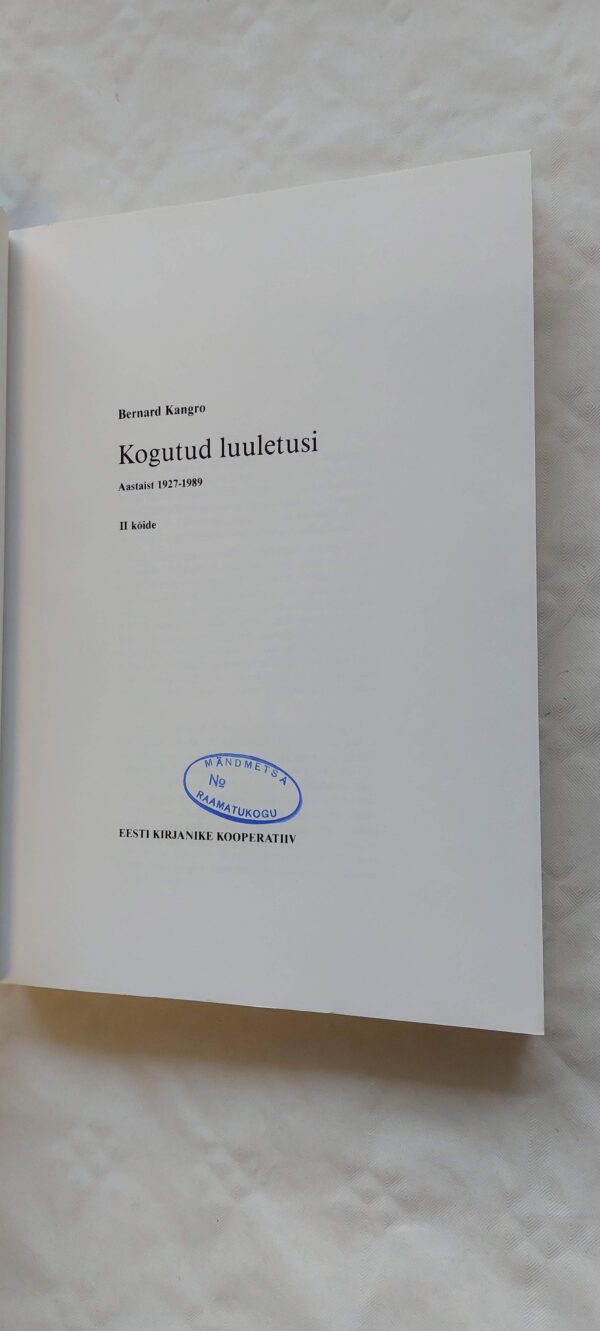 Bernard Kangro
Kogutud luuletusi
Aastaist 1927-1989
II köide
MÄNDMETSA
№
RAAMATUKOGU
EESTI KIRJANIKE KOOPERATIIV